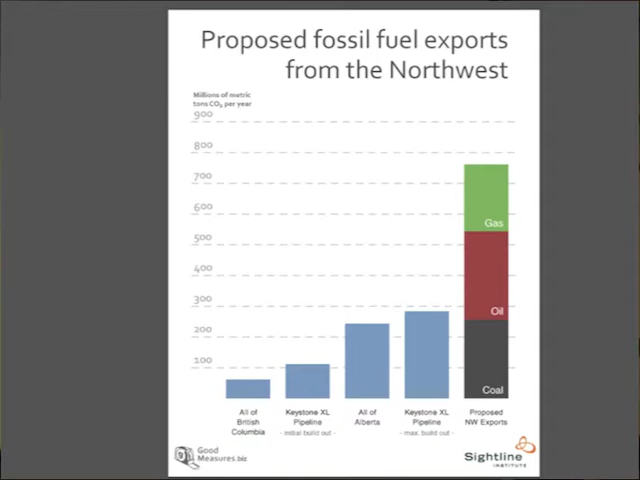 Proposed fossil fuel exports
from the Northwest
Millions of metric
tons CO₂ per year
900
800
700
600
500
400
300
200
100
Gas
Oil
Coal
All of
British
Columbia
Keystone XL
Pipeline
- initial build out -
All of
Alberta
Keystone XL
Pipeline
- max. build out -
Proposed
NW Exports
Good
Measures.biz
Sightline
INSTITUTE